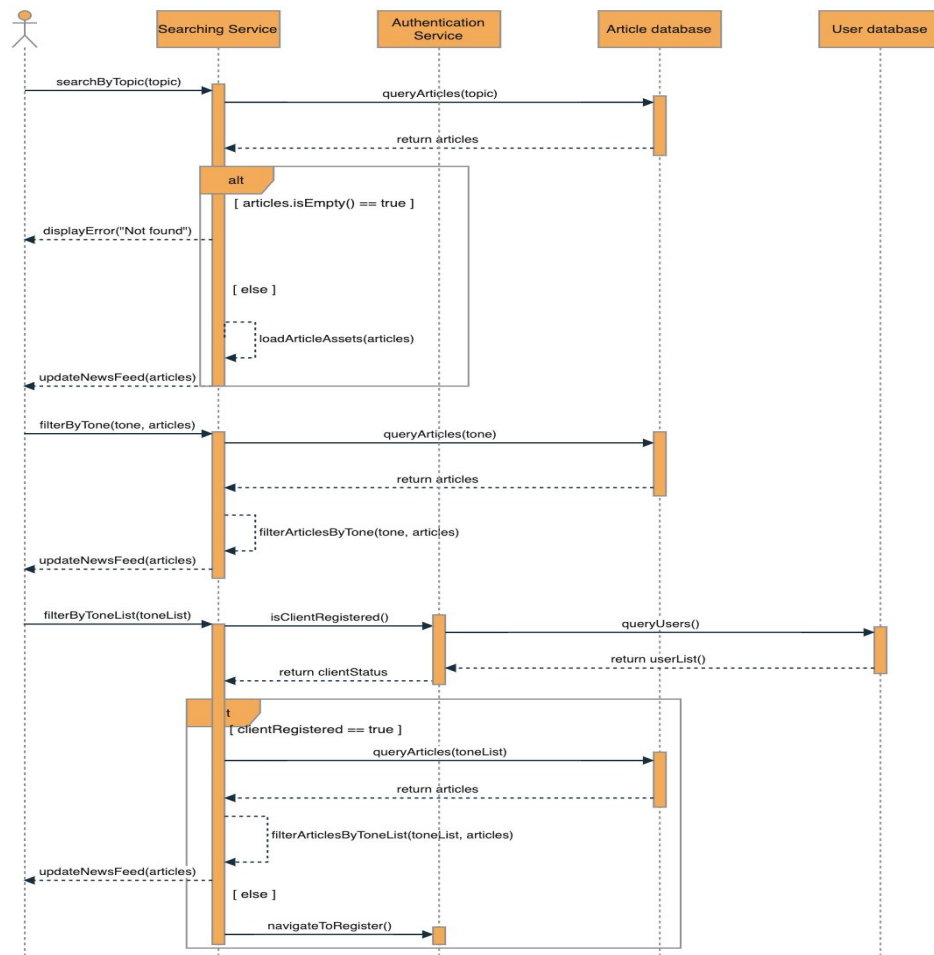 Searching Service
Authentication
Service
Article database
User database
searchByTopic(topic)
queryArticles(topic)
return articles
alt
[ articles.isEmpty() == true ]
displayError("Not found")
[ else ]
loadArticleAssets(articles)
updateNewsFeed(articles)
filterByTone(tone, articles)
queryArticles(tone)
return articles
filterArticlesByTone(tone, articles)
updateNewsFeed(articles)
filterByToneList(toneList)
isClientRegistered()
queryUsers()
return userList()
return clientStatus
t
[ clientRegistered == true ]
queryArticles(toneList)
return articles
filterArticlesByToneList(toneList, articles)
updateNewsFeed(articles)
[ else ]
navigateToRegister()